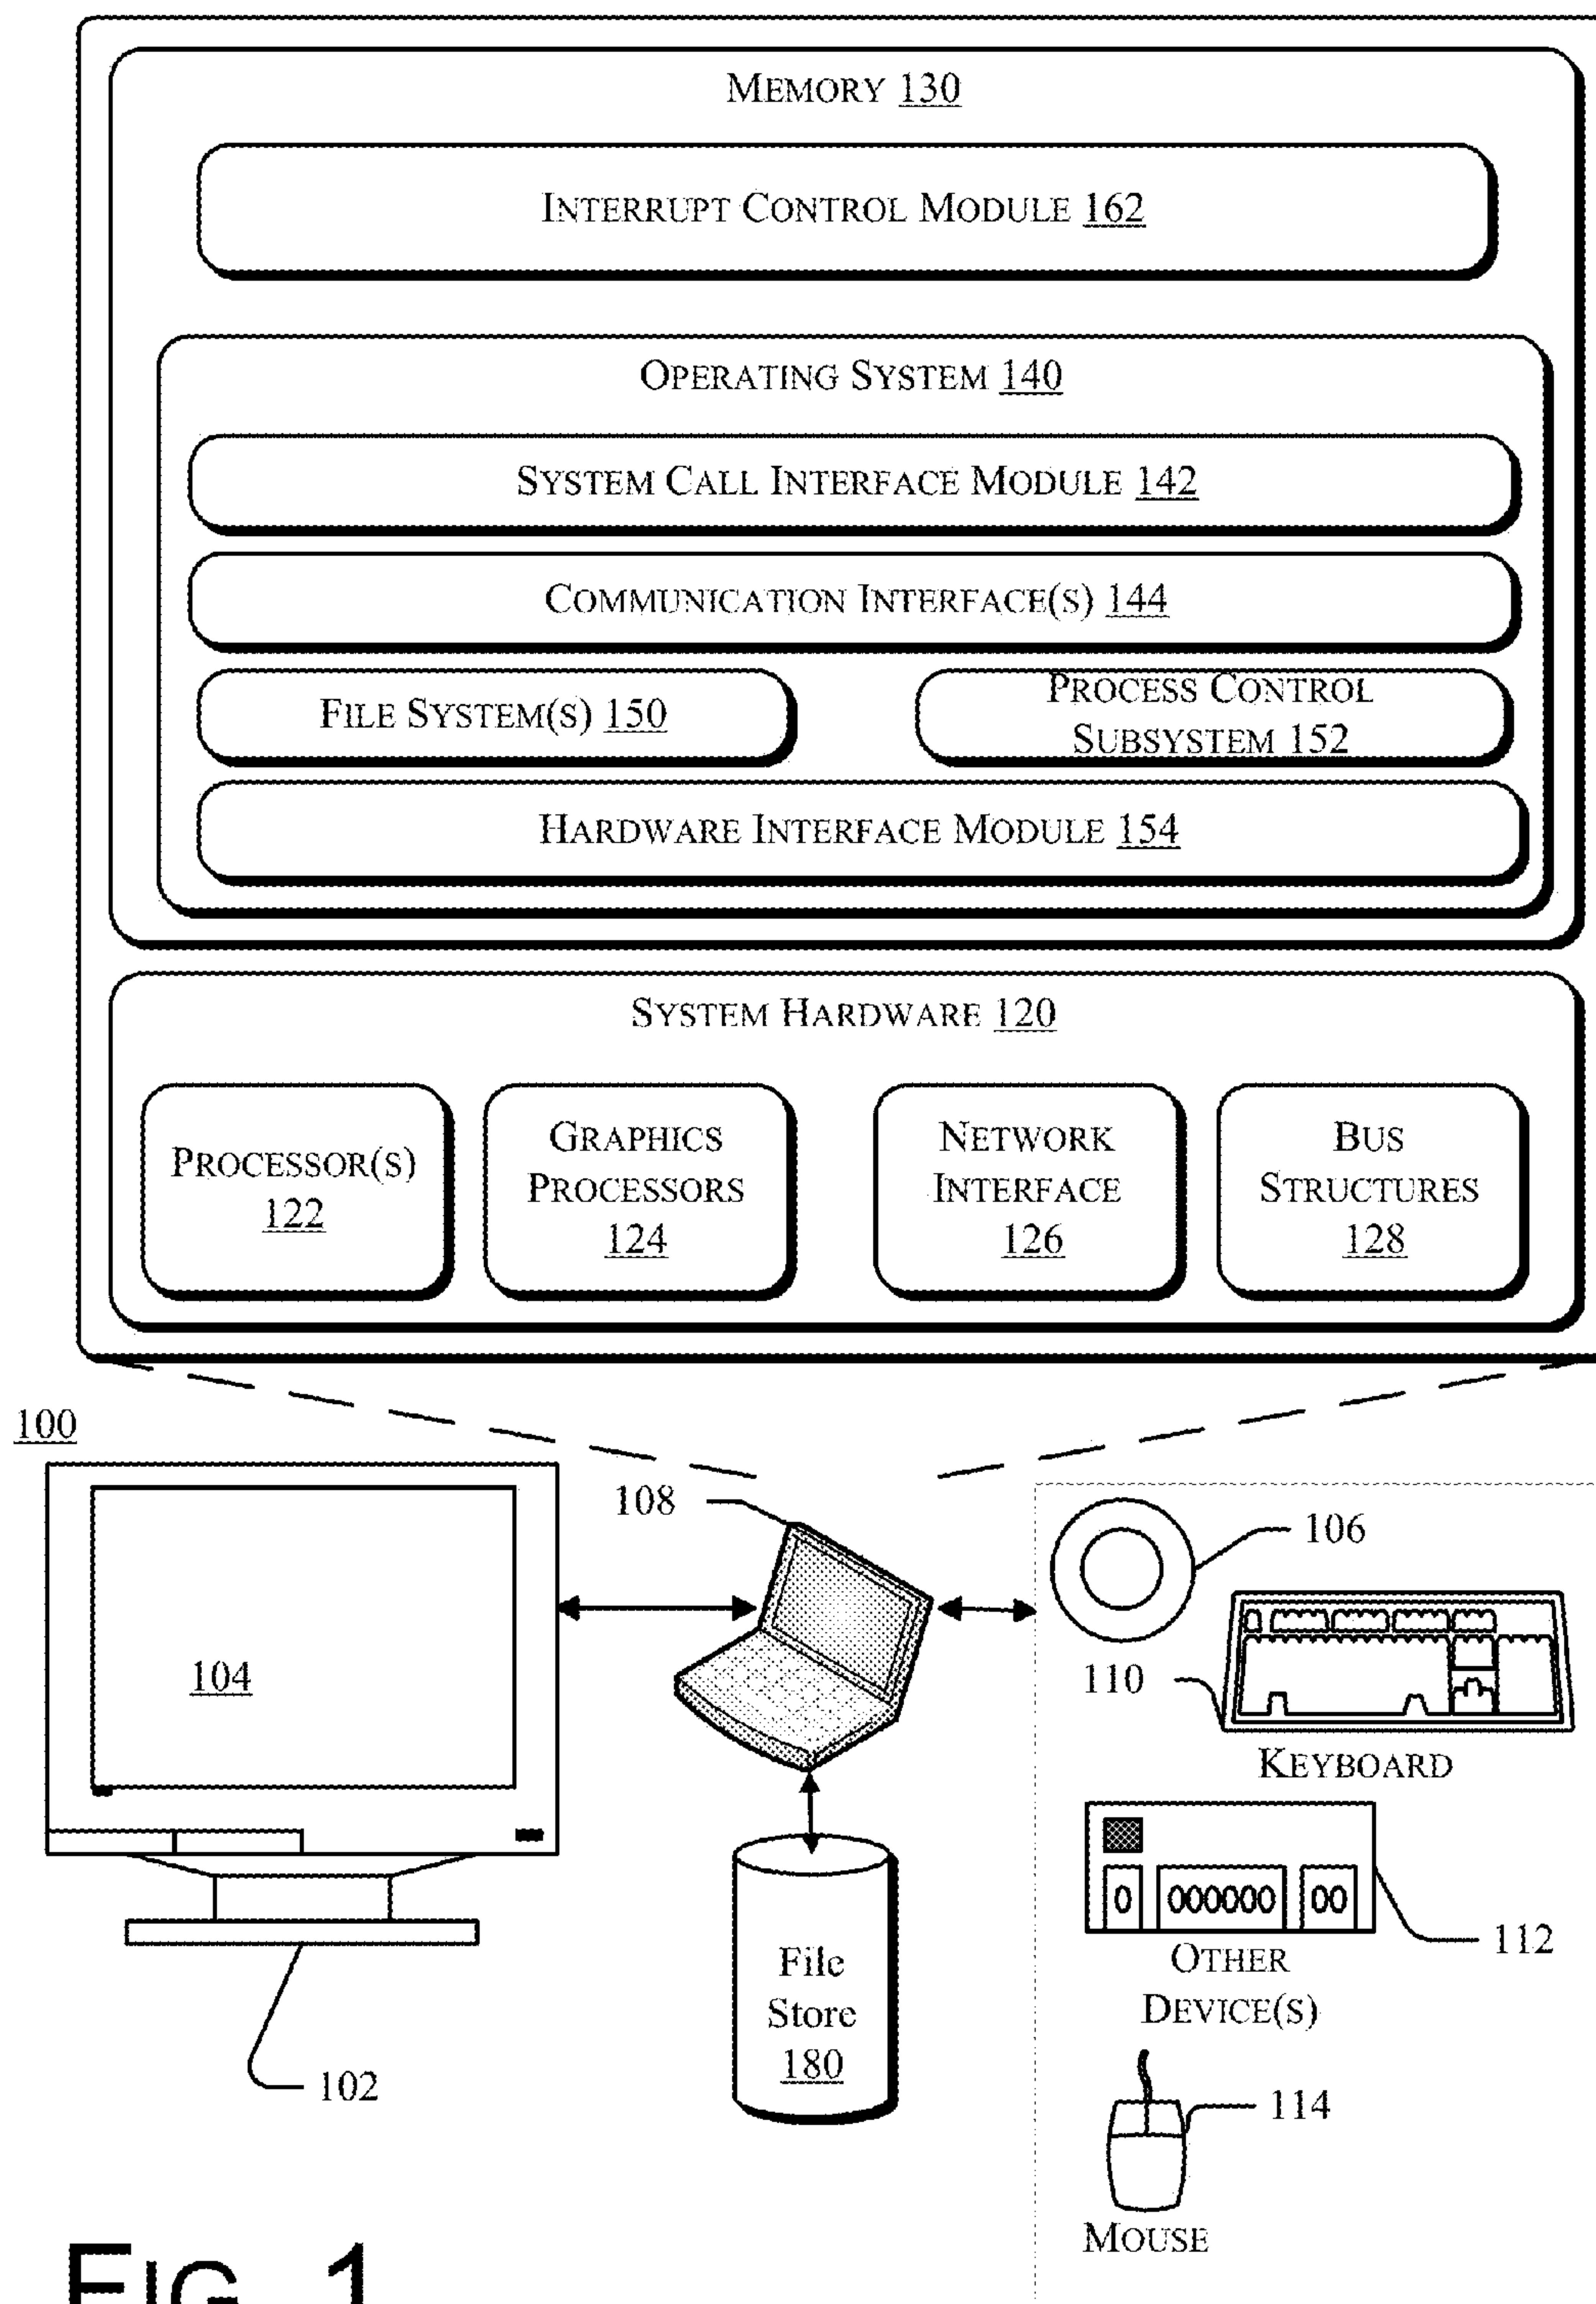 MEMORY 130
INTERRUPT CONTROL MODULE 162
OPERATING SYSTEM 140
SYSTEM CALL INTERFACE MODULE 142
COMMUNICATION INTERFACE(S) 144
FILE SYSTEM(S) 150
PROCESS CONTROL
SUBSYSTEM 152
HARDWARE INTERFACE MODULE 154
SYSTEM HARDWARE 120
PROCESSOR(S)
122
GRAPHICS
PROCESSORS
124
NETWORK
INTERFACE
126
BUS
STRUCTURES
128
100
108
106
104
110
KEYBOARD
000000
0
00
112
OTHER
DEVICE(S)
File
Store
180
102
114
MOUSE
FIG. 1